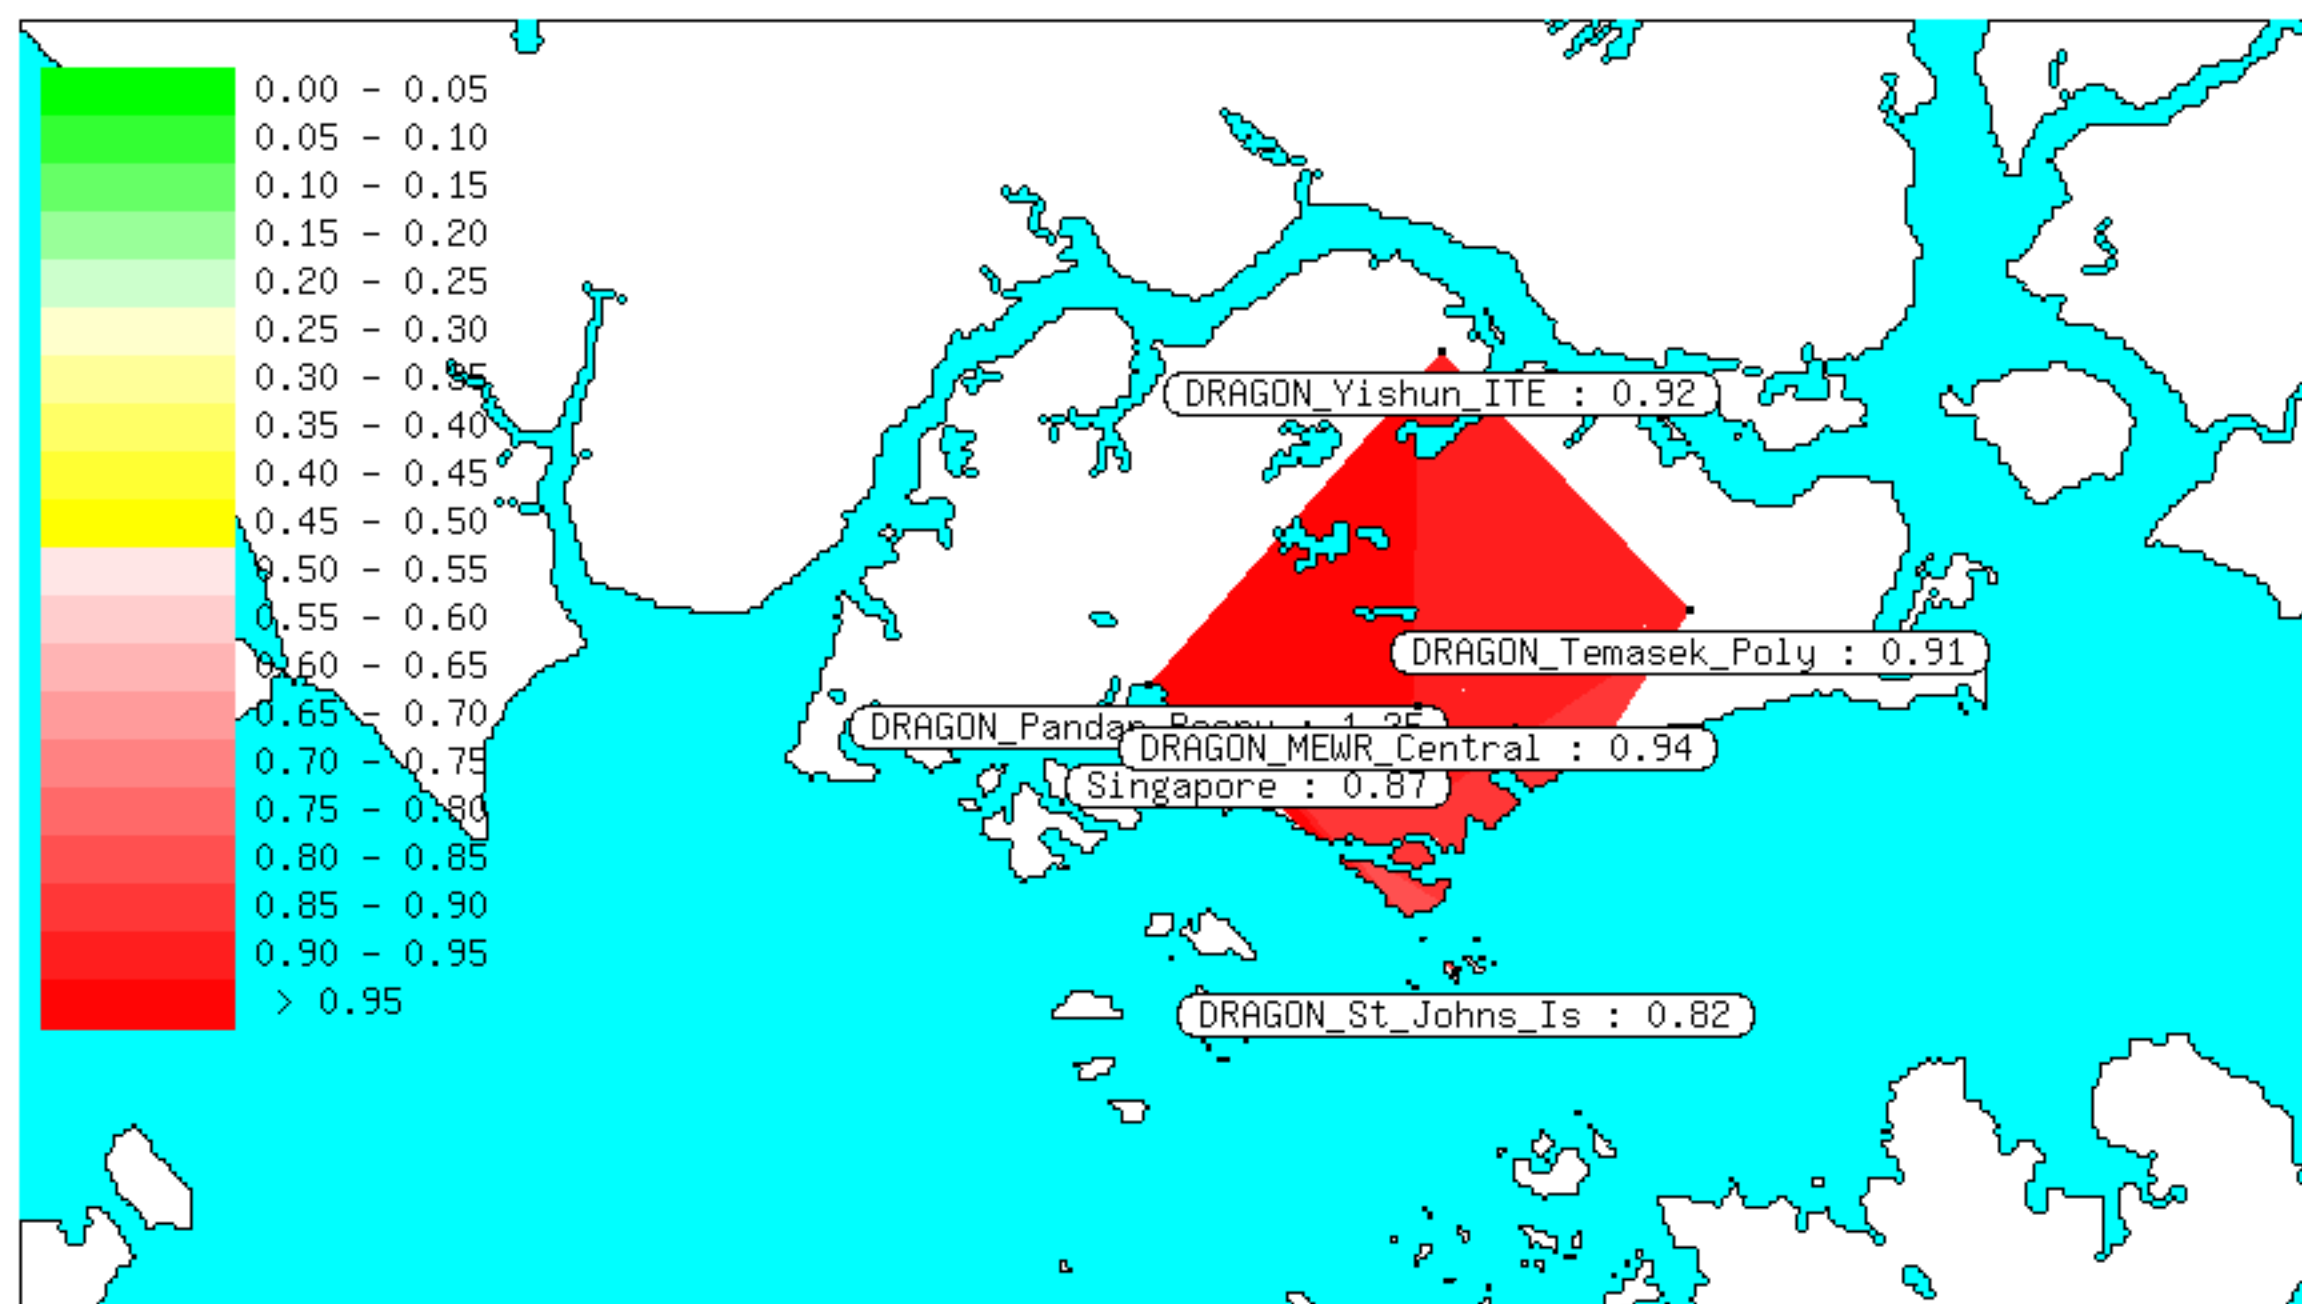 0.00 - 0.05
0.05 - 0.10
0.10 - 0.15
0.15 - 0.20
0.20 - 0.25
0.25 - 0.30
0.30 - 0.35
0.35 - 0.40
0.40 - 0.45
0.45 - 0.50
0.50 - 0.55
0.55 - 0.60
0.60 - 0.65
0.65 - 0.70
0.70 - 0.75
0.75 - 0.80
0.80 - 0.85
0.85 - 0.90
0.90 - 0.95
> 0.95
DRAGON_Yishun_ITE : 0.92
DRAGON_Temasek_Poly : 0.91
DRAGON_MEWR_Central : 0.94
Singapore : 0.87
DRAGON_St_Johns_Is : 0.82